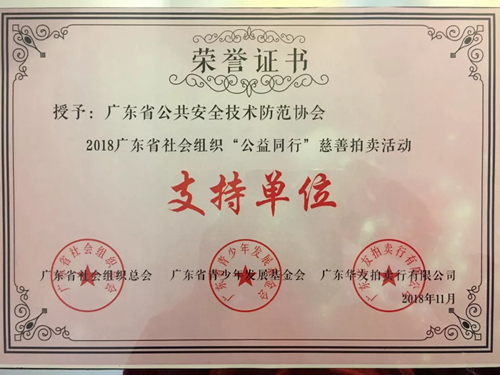 荣誉证书
授予：广东省公共安全技术防范协会
2018广东省社会组织“公益同行”慈善拍卖活动
支持单位
广东省社会组织总会 广东省青少年发展基金会 广东华友拍卖行有限公司
2018年11月